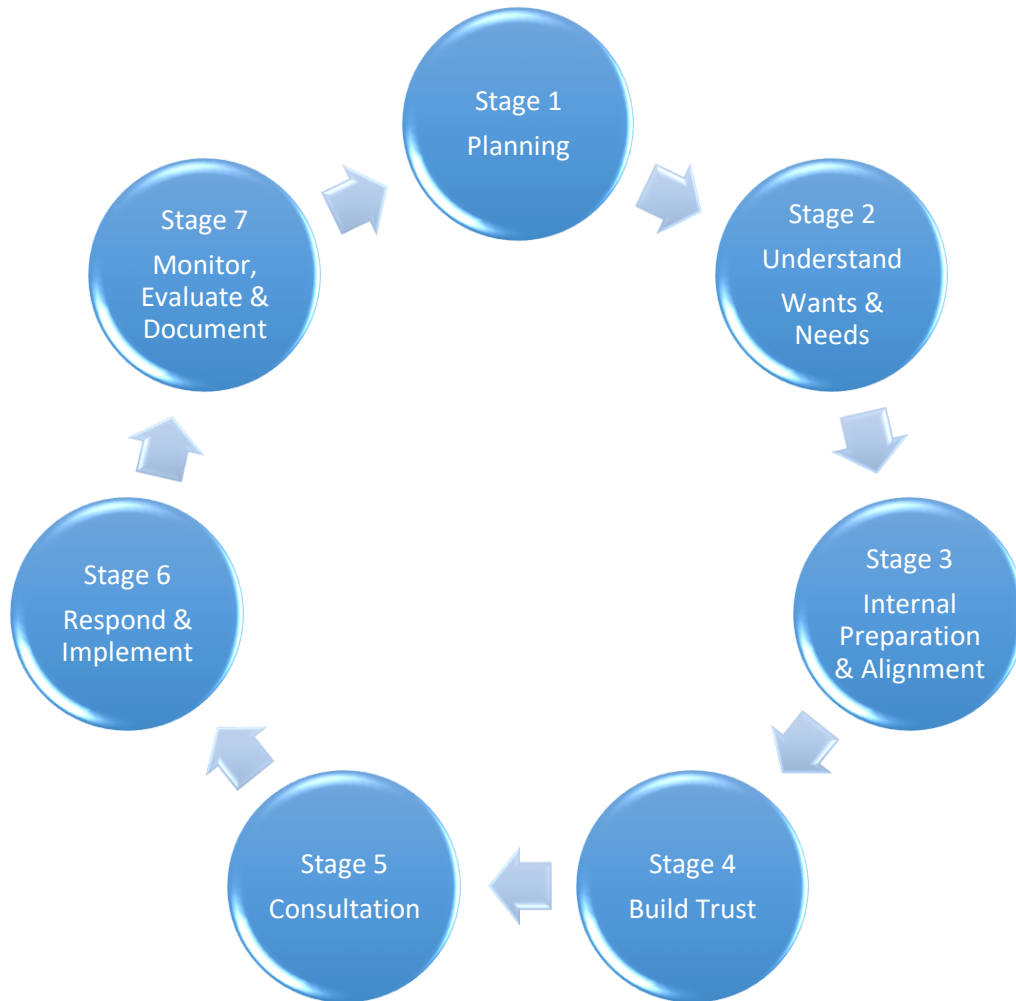 Stage 1
Planning
Stage 2
Understand
Wants &
Needs
Stage 3
Internal
Preparation
& Alignment
Stage 4
Build Trust
Stage 5
Consultation
Stage 6
Respond &
Implement
Stage 7
Monitor,
Evaluate &
Document